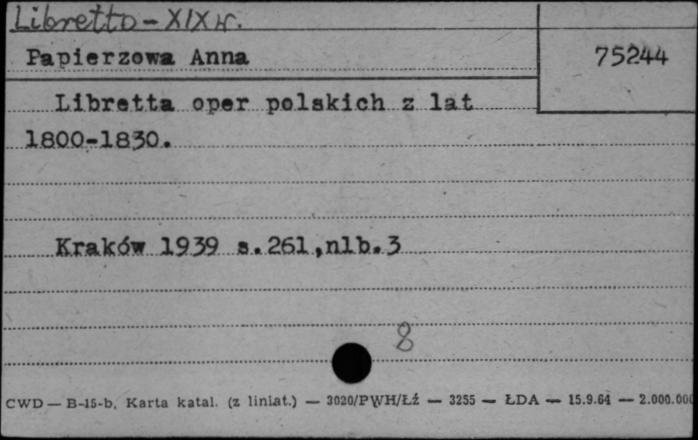 Libretto - XIX w.
Papierzowa Anna
75244
Libretta oper polskich z lat
1800-1830.
Kraków 1939 s.261,nlb.3
8
CWD — B-15-b, Karta katal. (z liniat.) — 3020/PWH/Łź — 3255 — ŁDA — 15.9.64 — 2.000.000